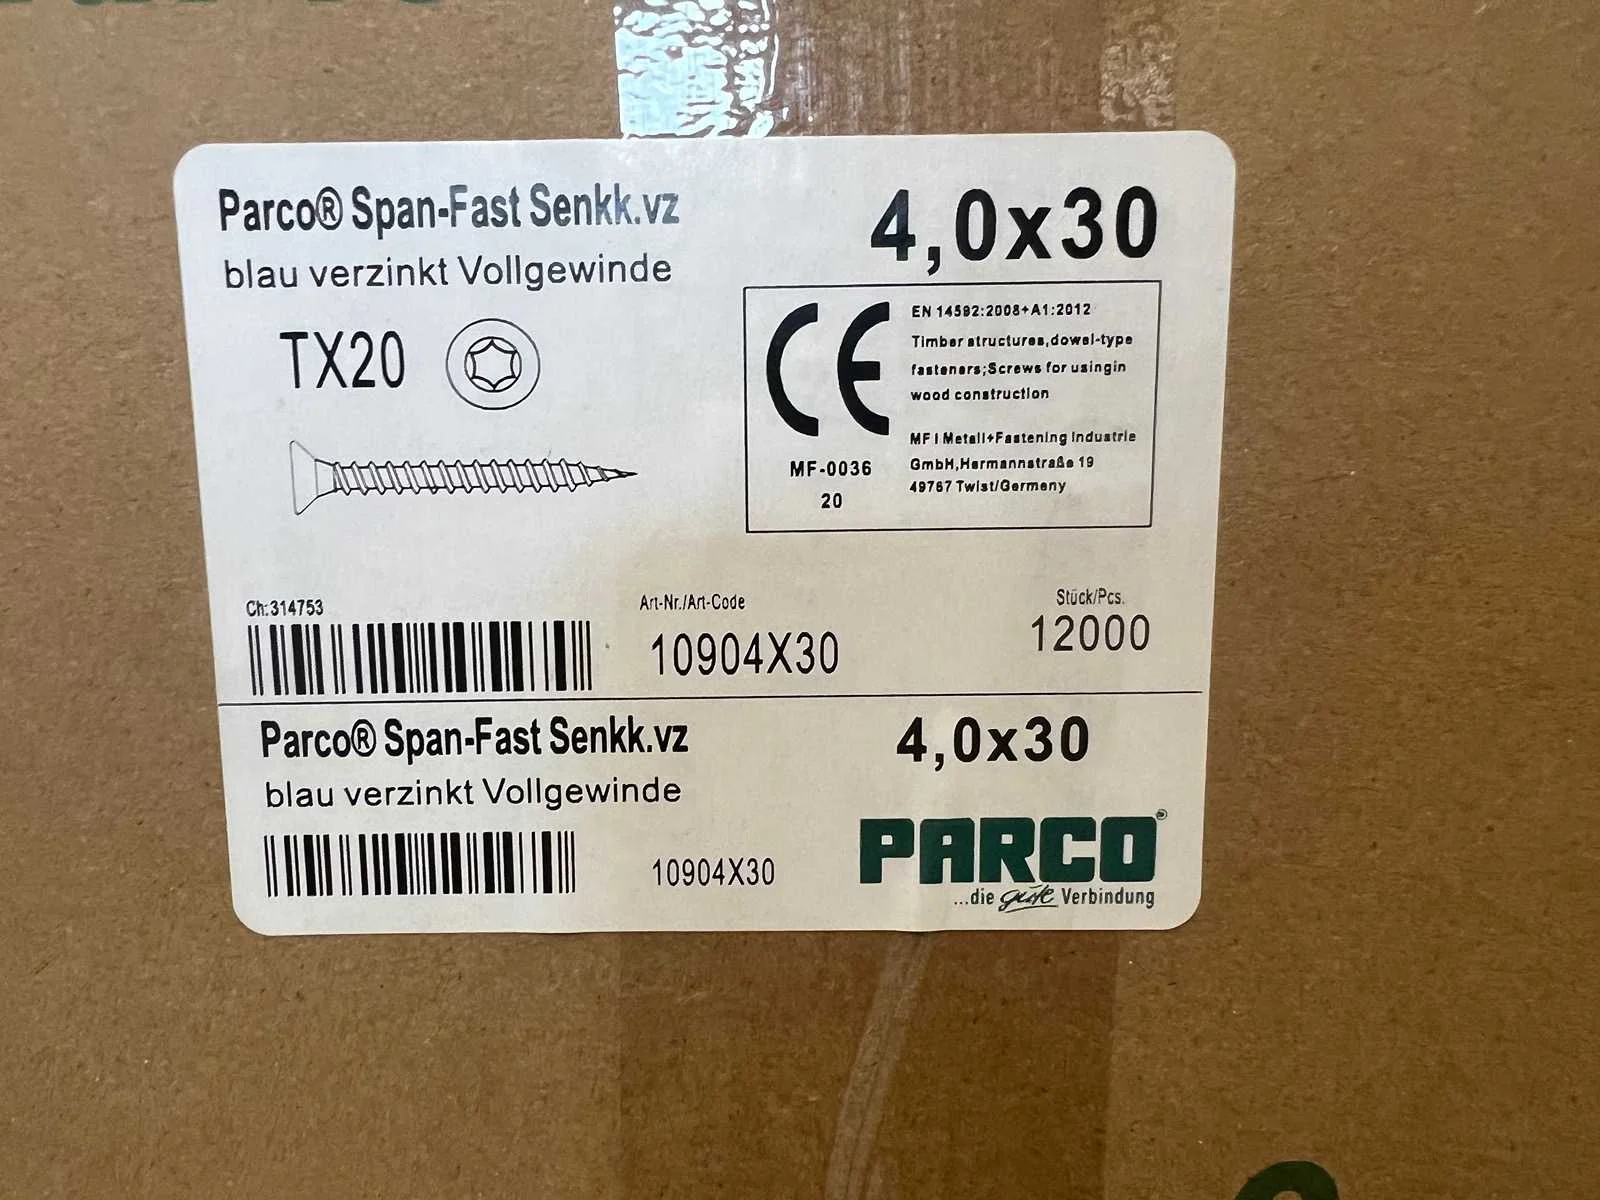 Parco® Span-Fast Senkk.vz
4,0x30
blau verzinkt Vollgewinde
TX20
CE
EN 14592:2008+A1:2012
Timber structures,dowel-type
fasteners;Screws for usingin
wood construction
MFI Metall+Fastening Industrie
GmbH,Hermannstraße 19
49767 Twist/Germany
MF-0036
20
Ch:314753
Art-Nr./Art-Code
Stück/Pcs.
10904X30
12000
Parco® Span-Fast Senkk.vz
4,0x30
blau verzinkt Vollgewinde
10904X30
PARCO®
...die gute Verbindung